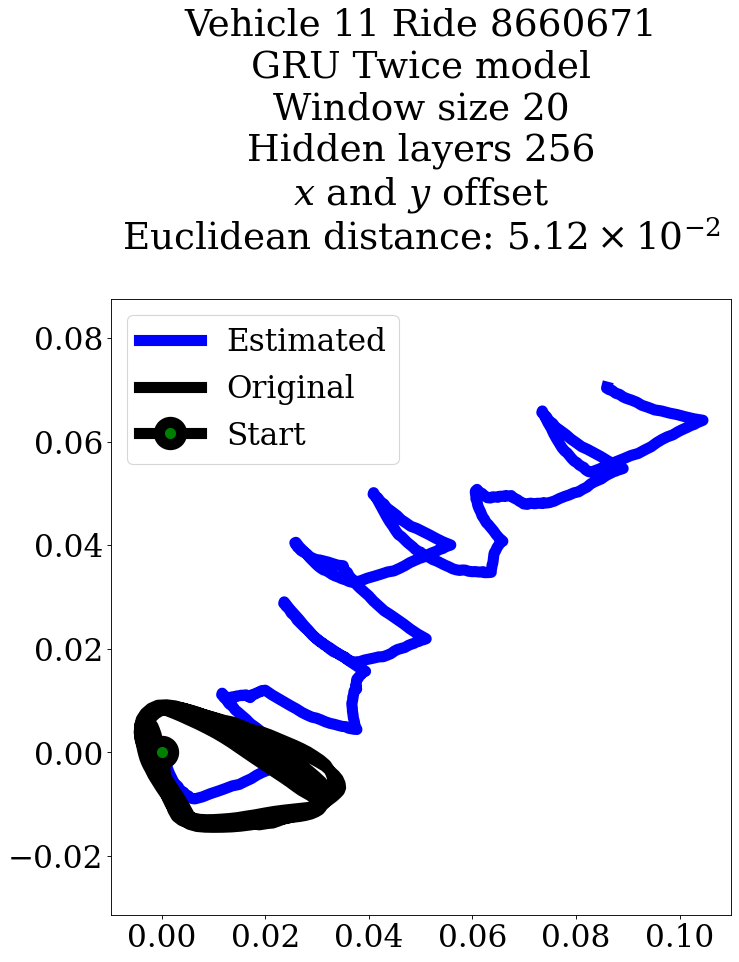 Vehicle 11 Ride 8660671
GRU Twice model
Window size 20
Hidden layers 256
x and y offset
Euclidean distance: 5.12 × 10⁻²
Estimated
Original
Start
0.08
0.06
0.04
0.02
0.00
−0.02
0.00 0.02 0.04 0.06 0.08 0.10